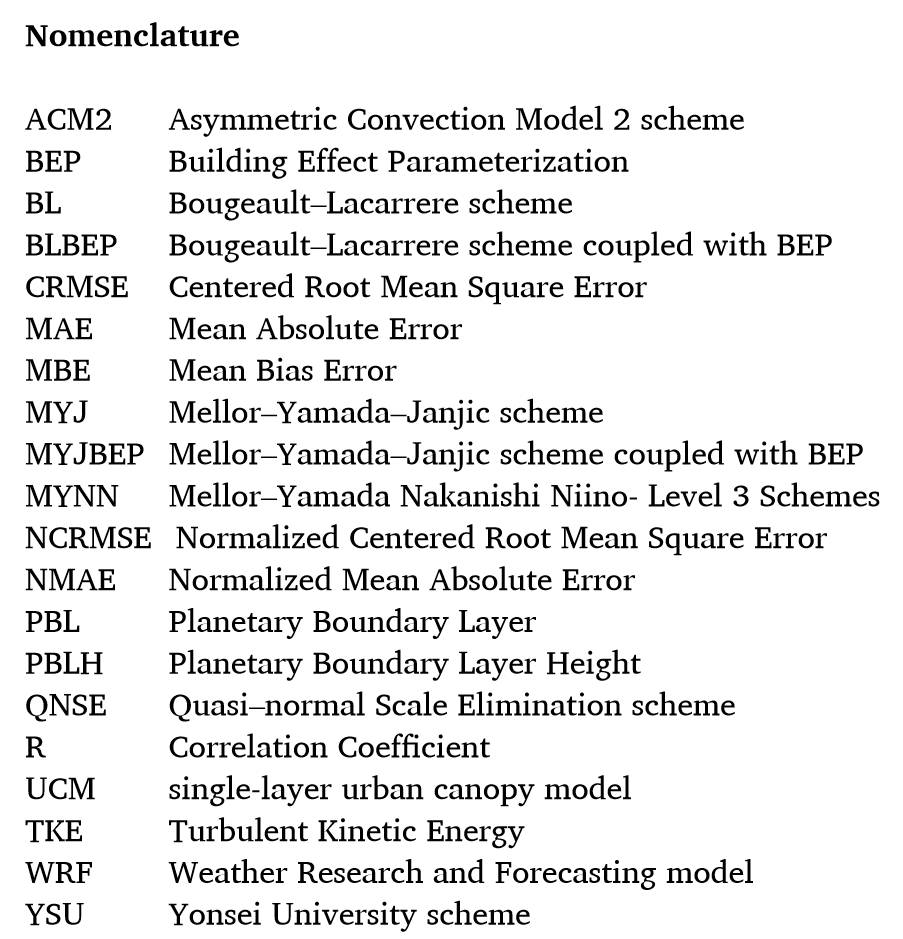 Nomenclature
ACM2 Asymmetric Convection Model 2 scheme
BEP Building Effect Parameterization
BL Bougeault–Lacarrere scheme
BLBEP Bougeault–Lacarrere scheme coupled with BEP
CRMSE Centered Root Mean Square Error
MAE Mean Absolute Error
MBE Mean Bias Error
MYJ Mellor–Yamada–Janjic scheme
MYJBEP Mellor–Yamada–Janjic scheme coupled with BEP
MYNN Mellor–Yamada Nakanishi Niino- Level 3 Schemes
NCRMSE Normalized Centered Root Mean Square Error
NMAE Normalized Mean Absolute Error
PBL Planetary Boundary Layer
PBLH Planetary Boundary Layer Height
QNSE Quasi–normal Scale Elimination scheme
R Correlation Coefficient
UCM single-layer urban canopy model
TKE Turbulent Kinetic Energy
WRF Weather Research and Forecasting model
YSU Yonsei University scheme